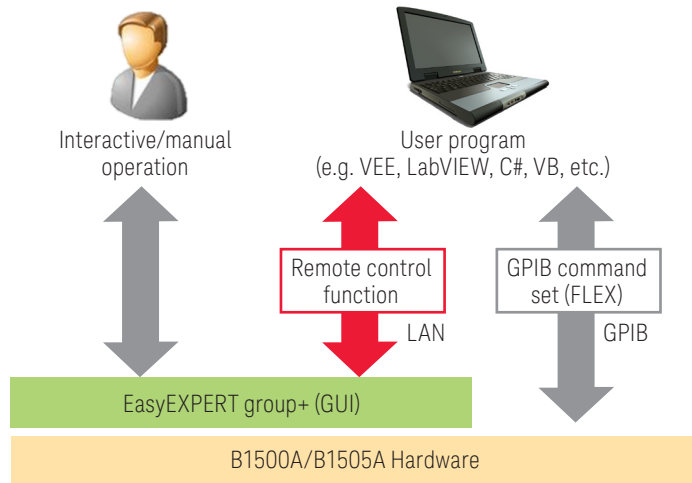 Interactive/manual
operation
User program
(e.g. VEE, LabVIEW, C#, VB, etc.)
Remote control
function
LAN
GPIB command
set (FLEX)
GPIB
EasyEXPERT group+ (GUI)
B1500A/B1505A Hardware